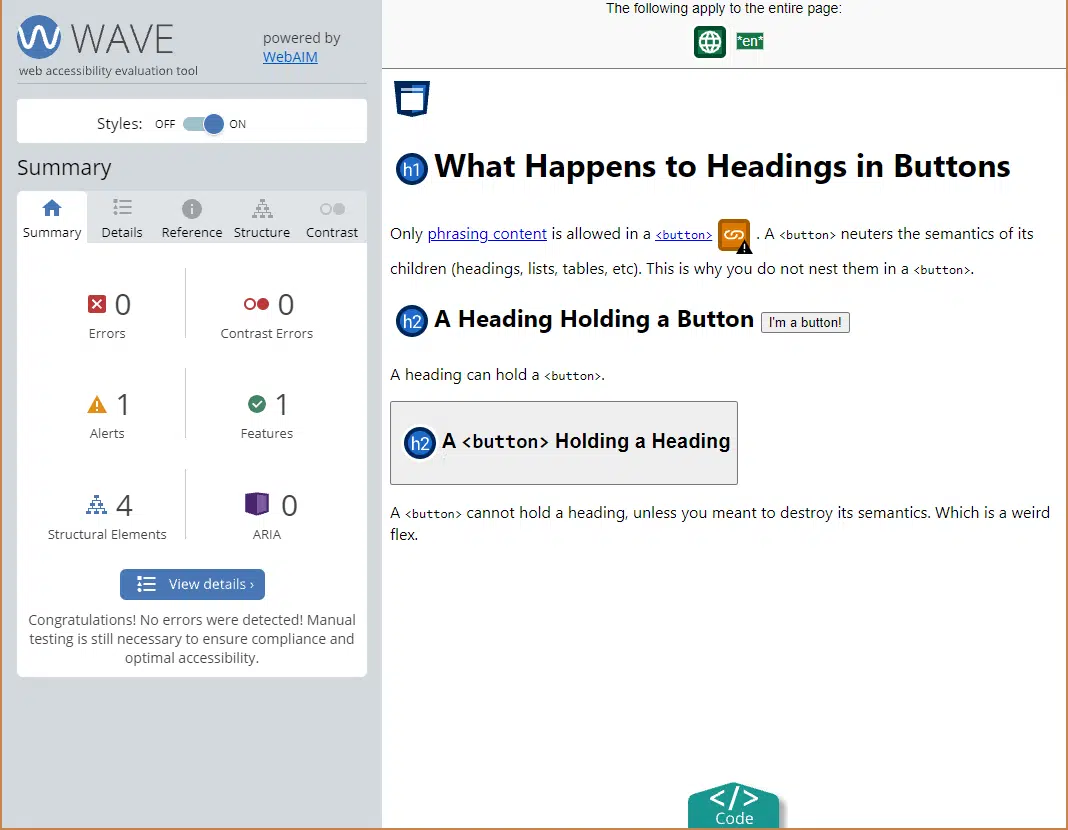 WAVE
powered by
WebAIM
web accessibility evaluation tool
Styles: OFF ON
Summary
Summary Details Reference Structure Contrast
i
0 0
Errors Contrast Errors
1 1
Alerts Features
4 0
Structural Elements ARIA
View details ›
Congratulations! No errors were detected! Manual
testing is still necessary to ensure compliance and
optimal accessibility.
The following apply to the entire page:
*en*
h1 What Happens to Headings in Buttons
Only phrasing content is allowed in a <button> . A <button> neuters the semantics of its
children (headings, lists, tables, etc). This is why you do not nest them in a <button>.
h2 A Heading Holding a Button I'm a button!
A heading can hold a <button>.
h2 A <button> Holding a Heading
A <button> cannot hold a heading, unless you meant to destroy its semantics. Which is a weird
flex.
</>
Code